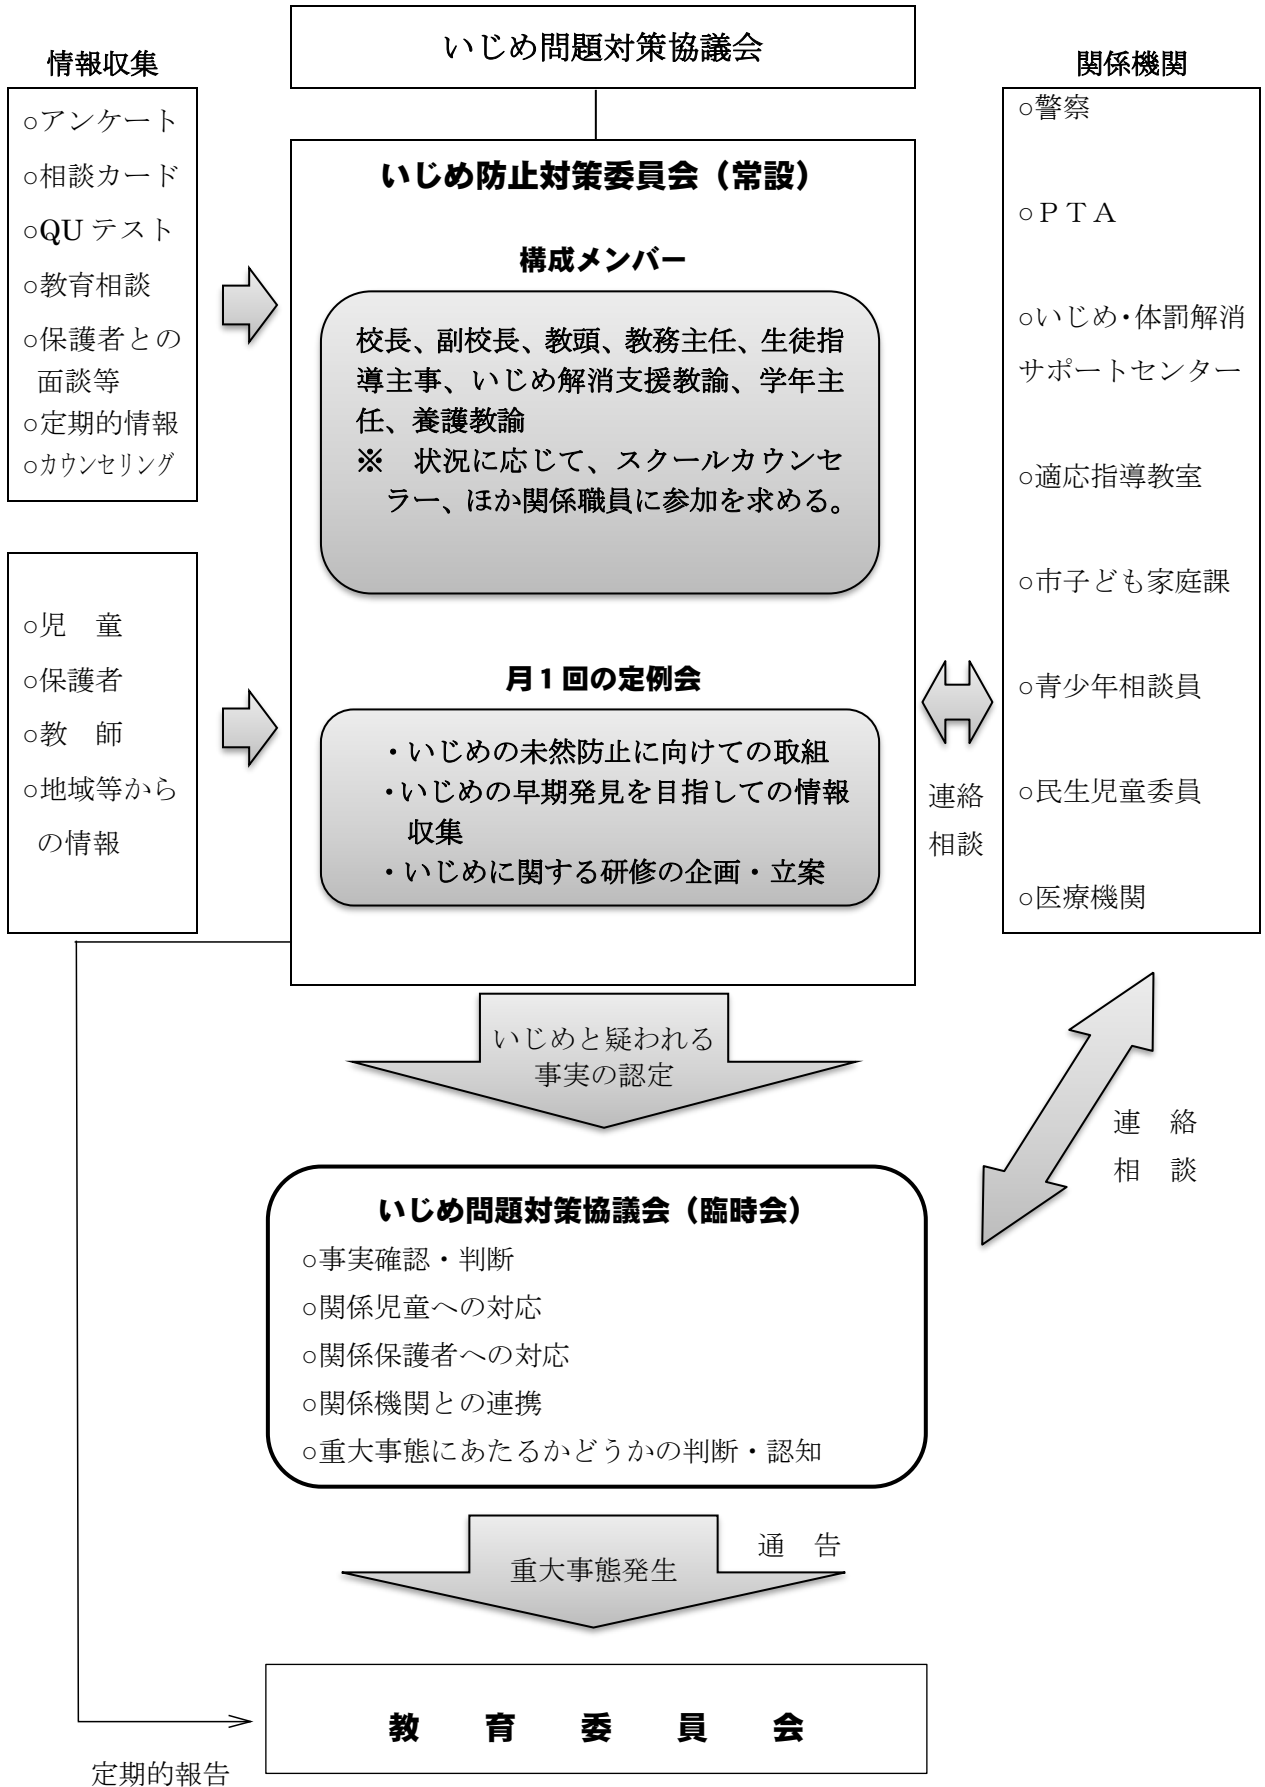 いじめ問題対策協議会
情報収集
○アンケート
○相談カード
○QU テスト
○教育相談
○保護者との
面談等
○定期的情報
○カウンセリング
○児　童
○保護者
○教　師
○地域等から
の情報
いじめ防止対策委員会（常設）
構成メンバー
校長、副校長、教頭、教務主任、生徒指
導主事、いじめ解消支援教諭、学年主
任、養護教諭
※　状況に応じて、スクールカウンセ
ラー、ほか関係職員に参加を求める。
月１回の定例会
・いじめの未然防止に向けての取組
・いじめの早期発見を目指しての情報
収集
・いじめに関する研修の企画・立案
関係機関
○警察
○ＰＴＡ
○いじめ・体罰解消
サポートセンター
○適応指導教室
○市子ども家庭課
○青少年相談員
○民生児童委員
○医療機関
連絡
相談
いじめと疑われる
事実の認定
連　絡
相　談
いじめ問題対策協議会（臨時会）
○事実確認・判断
○関係児童への対応
○関係保護者への対応
○関係機関との連携
○重大事態にあたるかどうかの判断・認知
重大事態発生
通　告
教　育　委　員　会
定期的報告